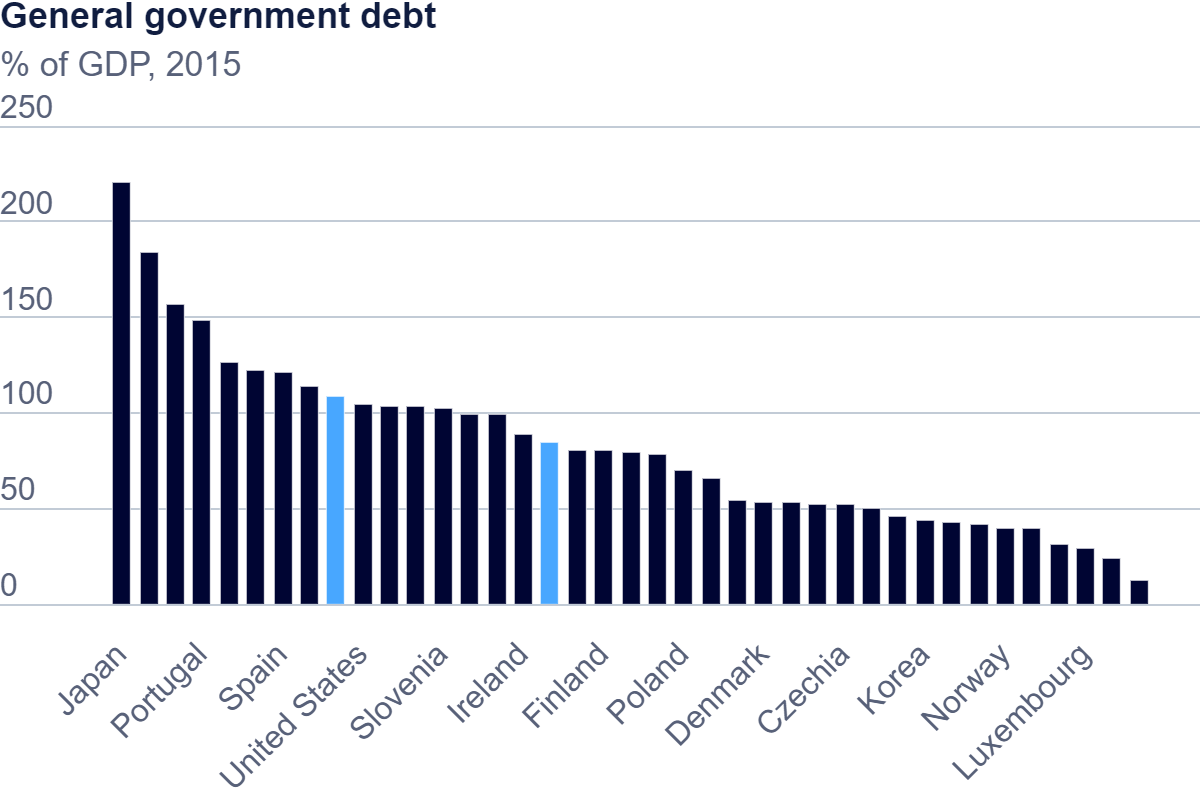 General government debt
% of GDP, 2015
250
200
150
100
50
0
Japan
Portugal
Spain
United States
Slovenia
Ireland
Finland
Poland
Denmark
Czechia
Korea
Norway
Luxembourg